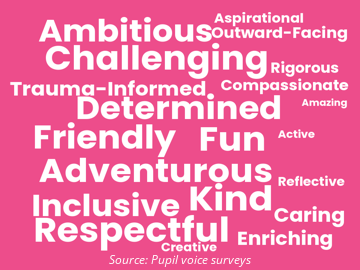 Aspirational
Ambitious Outward-Facing
Challenging Rigorous
Trauma-Informed Compassionate
Determined Amazing
Friendly Fun Active
Adventurous Reflective
Inclusive Kind Caring
Respectful Enriching
Creative
Source: Pupil voice surveys